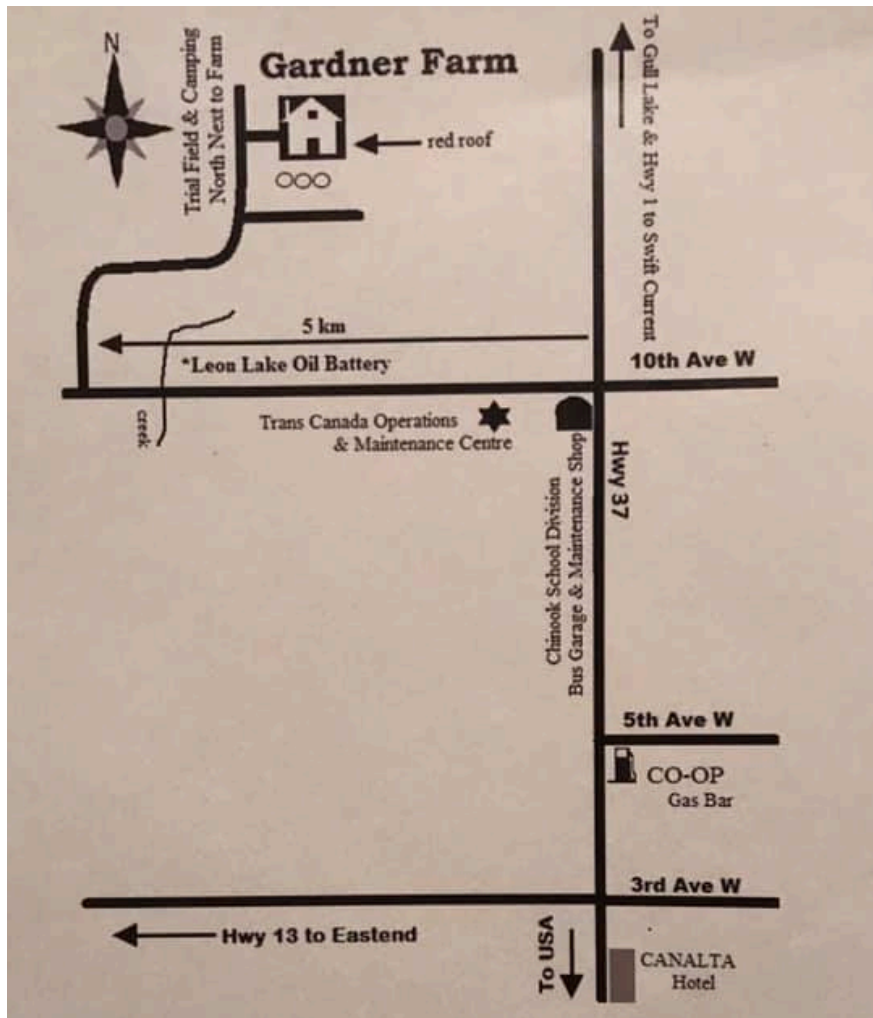 N
Trial Field & Camping
North Next to Farm
Gardner Farm
red roof
To Gull Lake & Hwy 1 to Swift Current
5 km
*Leon Lake Oil Battery
10th Ave W
creek
Trans Canada Operations
& Maintenance Centre
Chinook School Division
Bus Garage & Maintenance Shop
Hwy 37
5th Ave W
CO-OP
Gas Bar
3rd Ave W
Hwy 13 to Eastend
To USA
CANALTA
Hotel